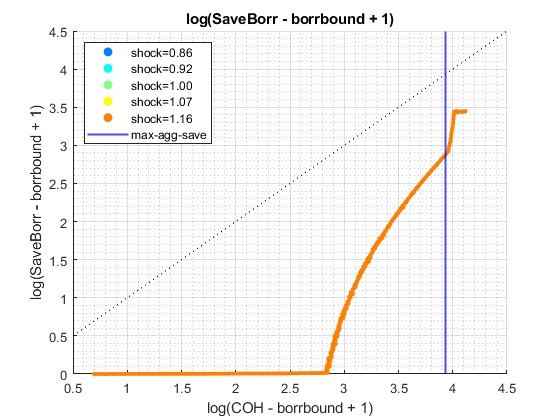 log(SaveBorr - borrbound + 1)
4.5
4
3.5
3
2.5
2
1.5
1
0.5
0
log(SaveBorr - borrbound + 1)
shock=0.86
shock=0.92
shock=1.00
shock=1.07
shock=1.16
max-agg-save
0.5 1 1.5 2 2.5 3 3.5 4 4.5
log(COH - borrbound + 1)